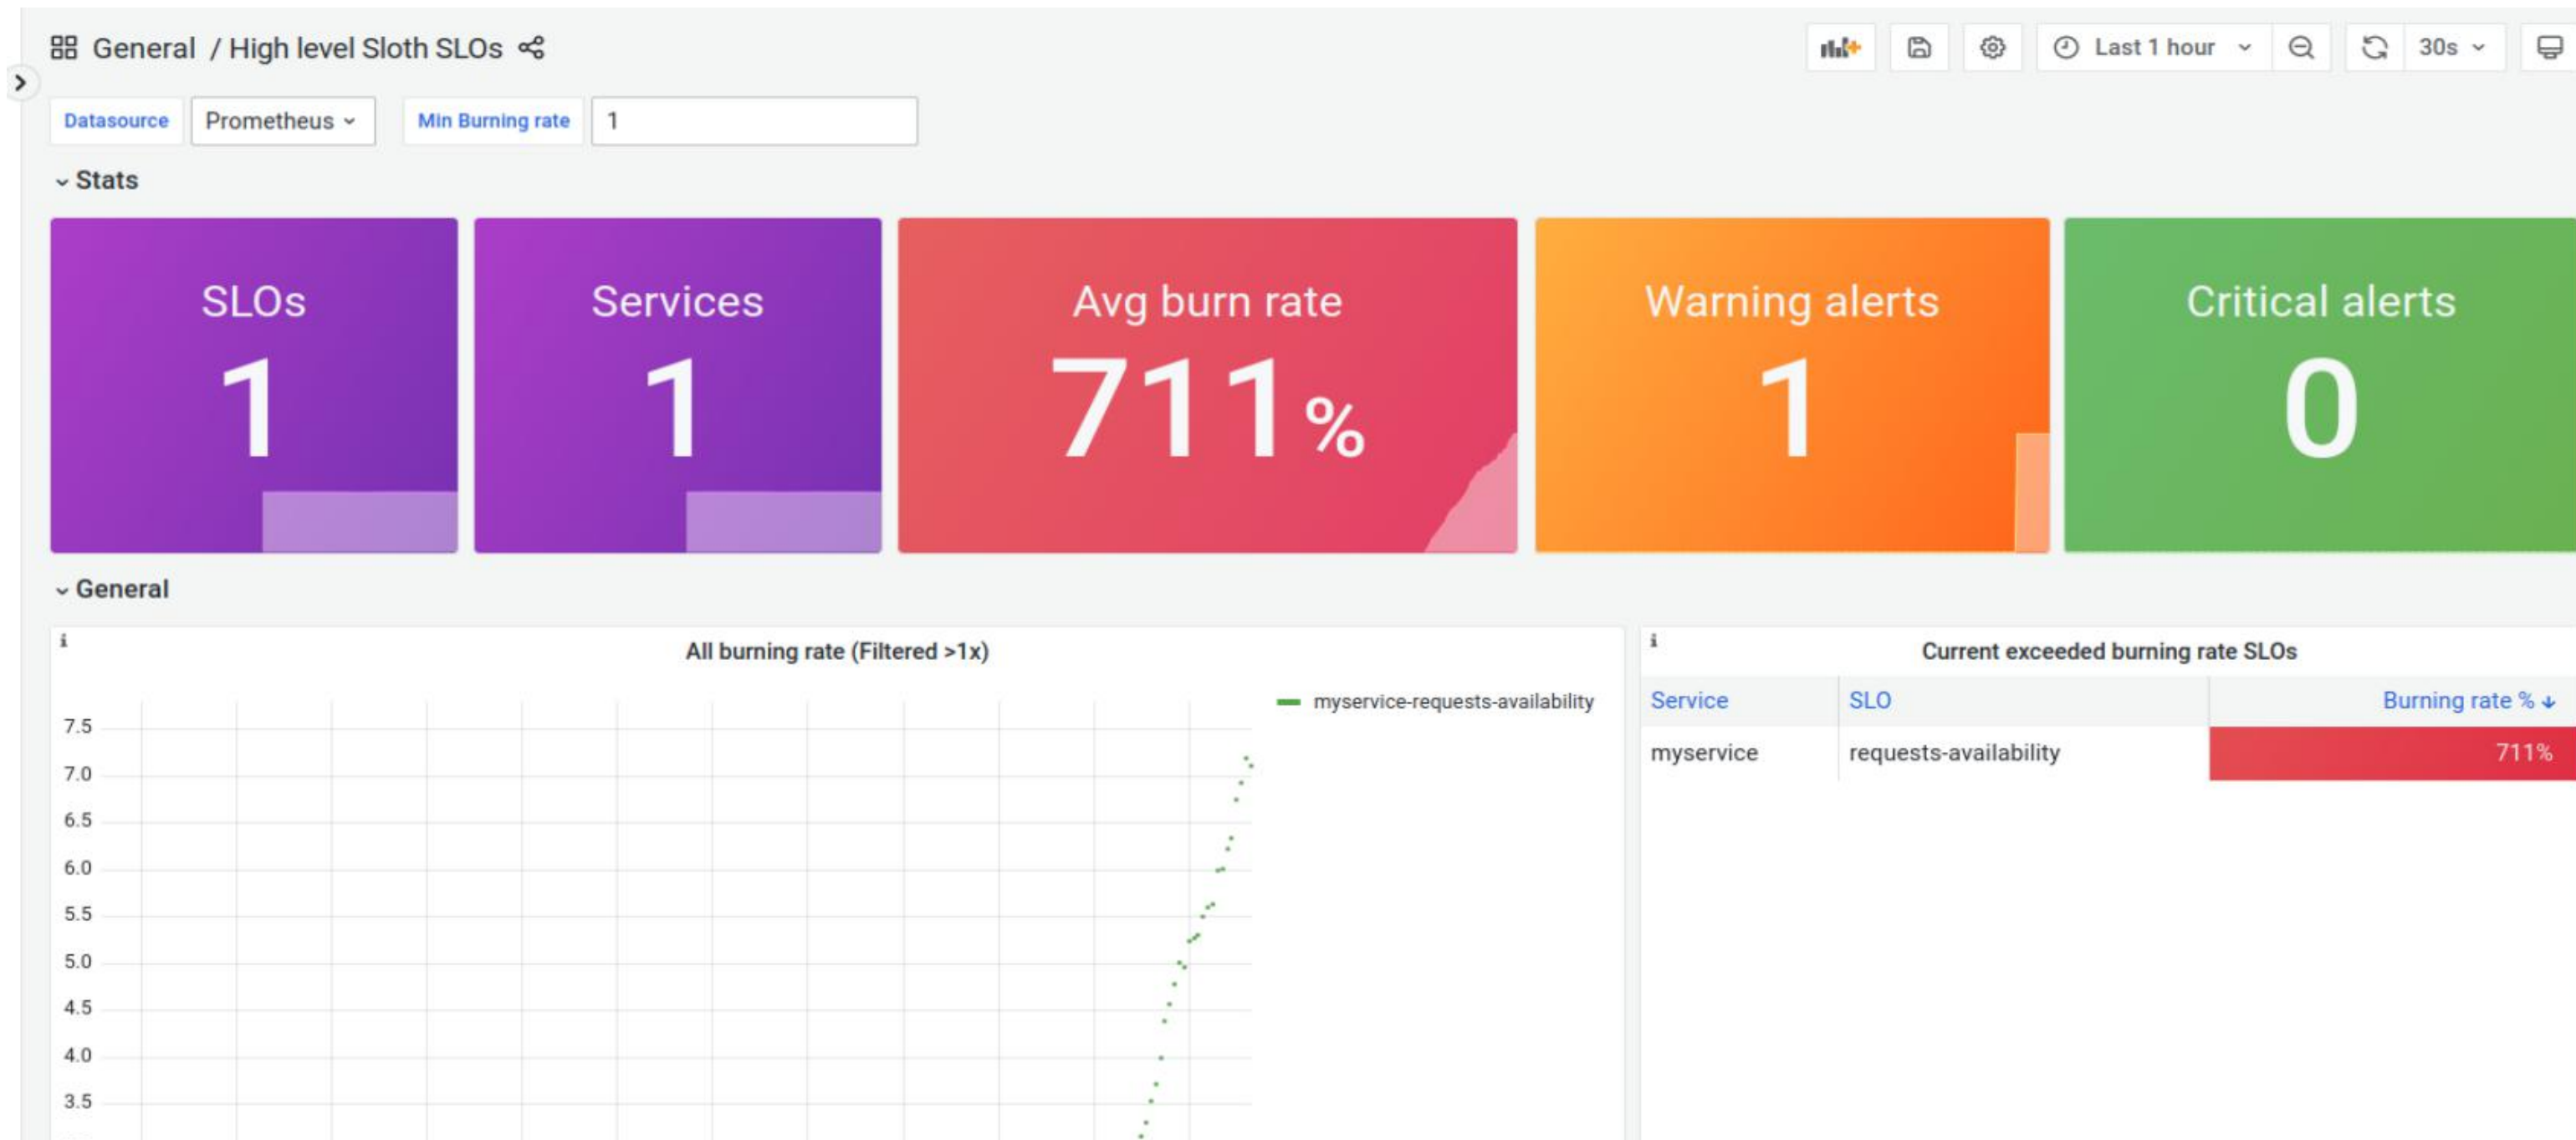 General / High level Sloth SLOs
Last 1 hour
30s
Datasource
Prometheus
Min Burning rate
1
Stats
SLOs
1
Services
1
Avg burn rate
711%
Warning alerts
1
Critical alerts
0
General
All burning rate (Filtered >1x)
7.5
7.0
6.5
6.0
5.5
5.0
4.5
4.0
3.5
myservice-requests-availability
Current exceeded burning rate SLOs
Service SLO Burning rate %
myservice requests-availability 711%